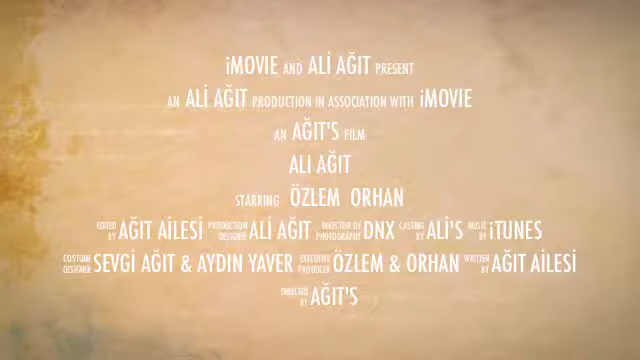 iMOVIE AND ALİ AĞIT PRESENT
AN ALİ AĞIT PRODUCTION IN ASSOCIATION WITH iMOVIE
AN AĞIT'S FILM
ALI AĞIT
STARRING ÖZLEM ORHAN
EDITED BY AĞIT AİLESİ PRODUCTION DESIGNER ALİ AĞIT DIRECTOR OF PHOTOGRAPHY DNX CASTING BY ALİ'S MUSIC BY iTUNES
COSTUME DESIGNER SEVGİ AĞIT & AYDIN YAVER EXECUTIVE PRODUCER ÖZLEM & ORHAN WRITTEN BY AĞIT AİLESİ
DIRECTED BY AĞIT'S